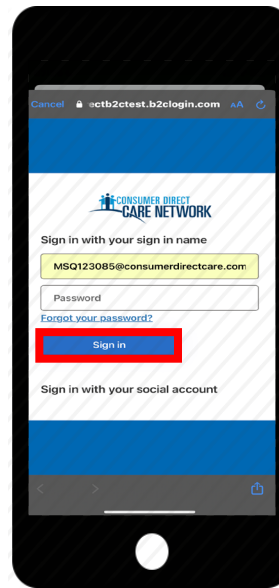 Cancel ectb2ctest.b2clogin.com AA
CONSUMER DIRECT
CARE NETWORK
Sign in with your sign in name
MSQ123085@consumerdirectcare.com
Password
Forgot your password?
Sign in
Sign in with your social account